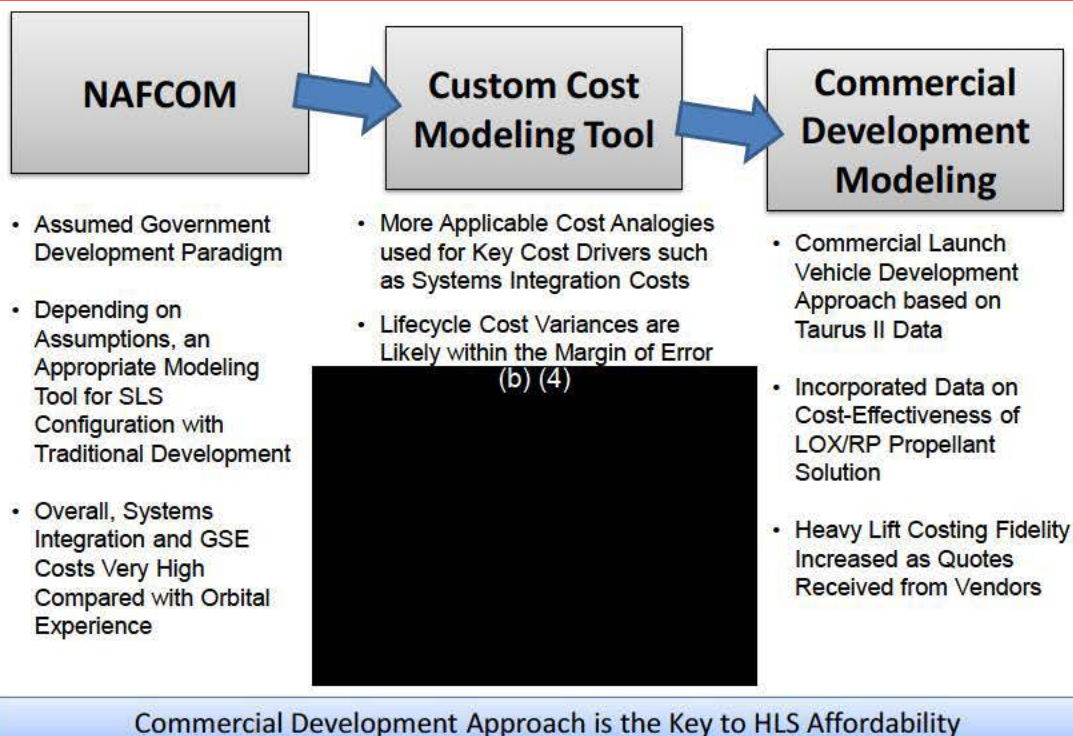 NAFCOM
• Assumed Government
Development Paradigm
• Depending on
Assumptions, an
Appropriate Modeling
Tool for SLS
Configuration with
Traditional Development
• Overall, Systems
Integration and GSE
Costs Very High
Compared with Orbital
Experience
Custom Cost
Modeling Tool
• More Applicable Cost Analogies
used for Key Cost Drivers such
as Systems Integration Costs
• Lifecycle Cost Variances are
Likely within the Margin of Error
(b) (4)
Commercial
Development
Modeling
• Commercial Launch
Vehicle Development
Approach based on
Taurus II Data
• Incorporated Data on
Cost-Effectiveness of
LOX/RP Propellant
Solution
• Heavy Lift Costing Fidelity
Increased as Quotes
Received from Vendors
Commercial Development Approach is the Key to HLS Affordability